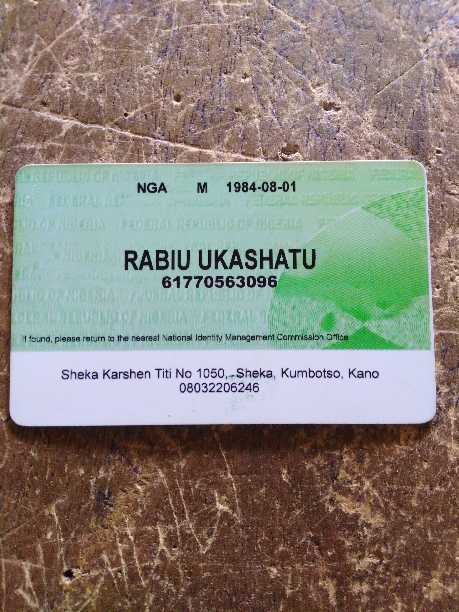 NGA M 1984-08-01
RABIU UKASHATU
61770563096
If found, please return to the nearest National Identity Management Commission Office
Sheka Karshen Titi No 1050, Sheka, Kumbotso, Kano
08032206246